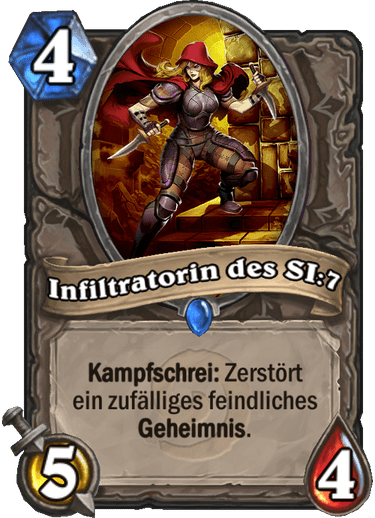 4
Infiltratorin des SI:7
Kampfschrei: Zerstört
ein zufälliges feindliches
Geheimnis.
5
4